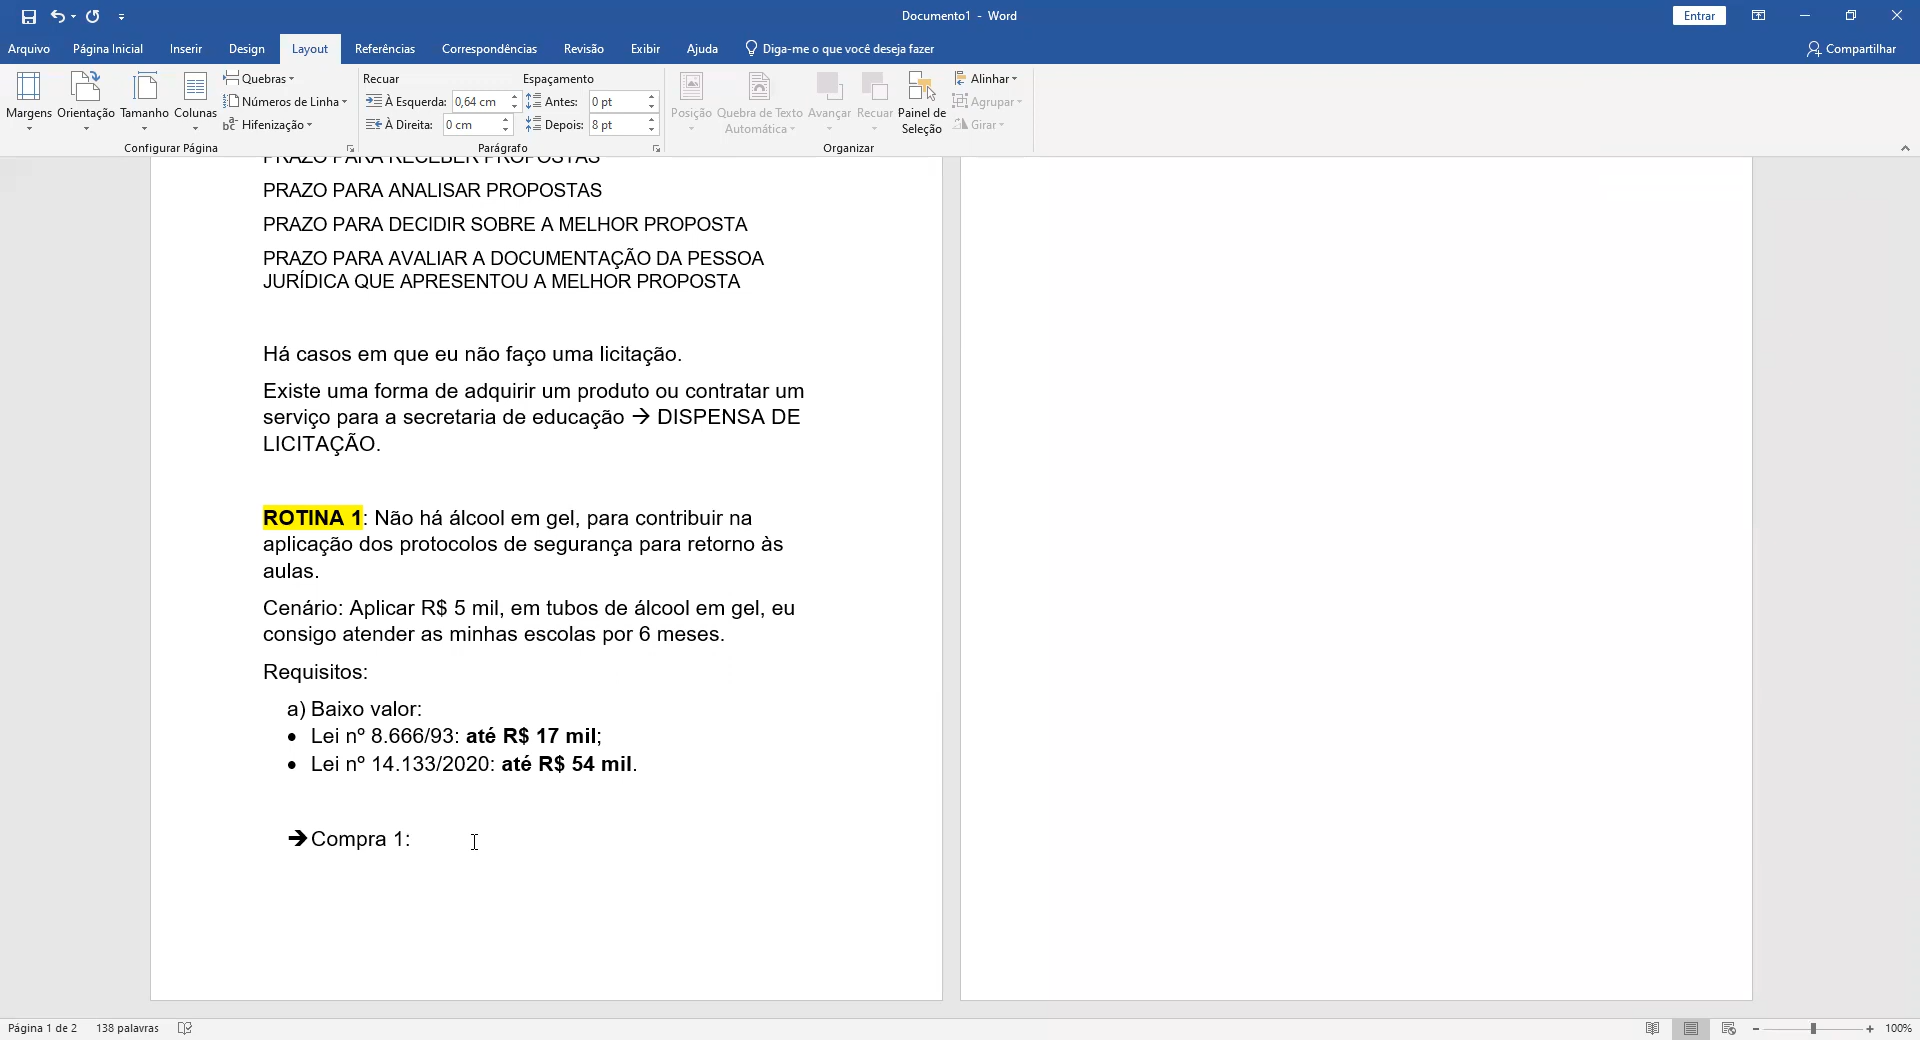 Documento1 - Word
Entrar
Arquivo Página Inicial Inserir Design Layout Referências Correspondências Revisão Exibir Ajuda Diga-me o que você deseja fazer Compartilhar
Margens Orientação Tamanho Colunas
Quebras
Números de Linha
Hifenização
Configurar Página
Recuar Espaçamento
À Esquerda: 0,64 cm Antes: 0 pt
À Direita: 0 cm Depois: 8 pt
Parágrafo
Posição Quebra de Texto Automática Avançar Recuar Painel de Seleção
Alinhar
Agrupar
Girar
Organizar
PRAZO PARA RECEBER PROPOSTAS
PRAZO PARA ANALISAR PROPOSTAS
PRAZO PARA DECIDIR SOBRE A MELHOR PROPOSTA
PRAZO PARA AVALIAR A DOCUMENTAÇÃO DA PESSOA
JURÍDICA QUE APRESENTOU A MELHOR PROPOSTA
Há casos em que eu não faço uma licitação.
Existe uma forma de adquirir um produto ou contratar um
serviço para a secretaria de educação → DISPENSA DE
LICITAÇÃO.
ROTINA 1: Não há álcool em gel, para contribuir na
aplicação dos protocolos de segurança para retorno às
aulas.
Cenário: Aplicar R$ 5 mil, em tubos de álcool em gel, eu
consigo atender as minhas escolas por 6 meses.
Requisitos:
a) Baixo valor:
• Lei nº 8.666/93: até R$ 17 mil;
• Lei nº 14.133/2020: até R$ 54 mil.
➔ Compra 1:
Página 1 de 2 138 palavras
100%